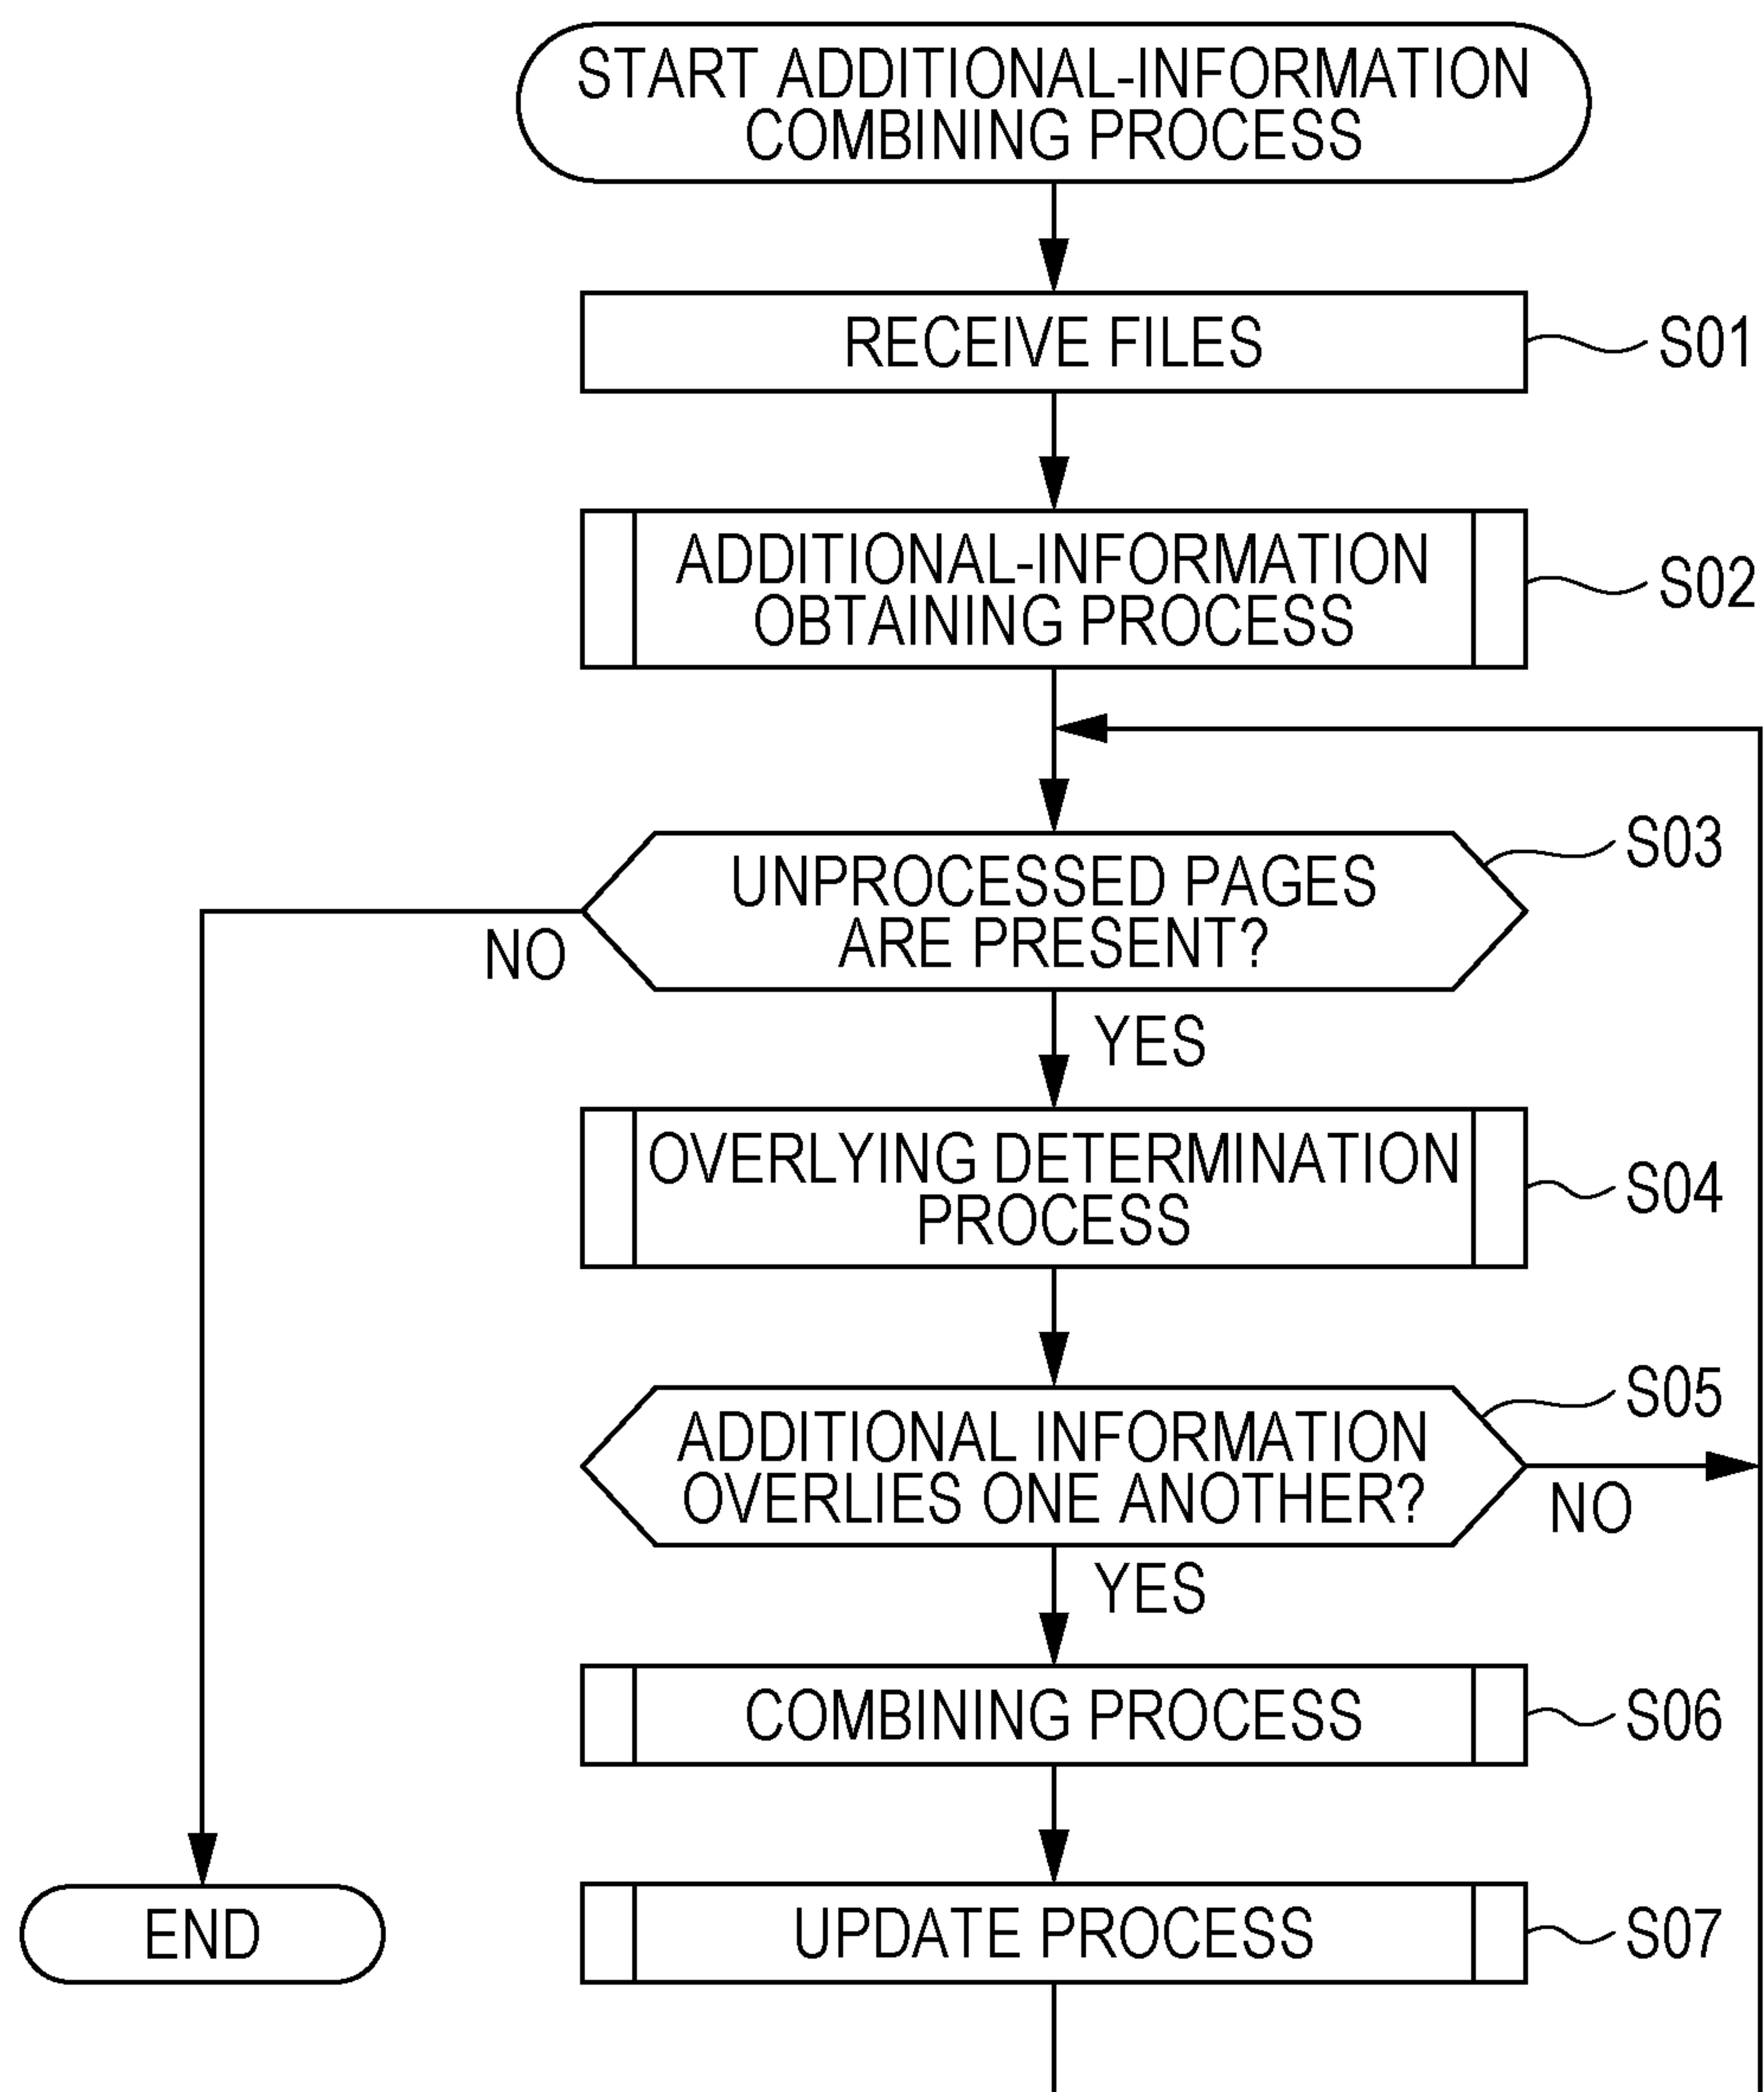 START ADDITIONAL-INFORMATION
COMBINING PROCESS
RECEIVE FILES
S01
ADDITIONAL-INFORMATION
OBTAINING PROCESS
S02
UNPROCESSED PAGES
ARE PRESENT?
S03
NO
YES
OVERLYING DETERMINATION
PROCESS
S04
ADDITIONAL INFORMATION
OVERLIES ONE ANOTHER?
S05
NO
YES
COMBINING PROCESS
S06
END
UPDATE PROCESS
S07